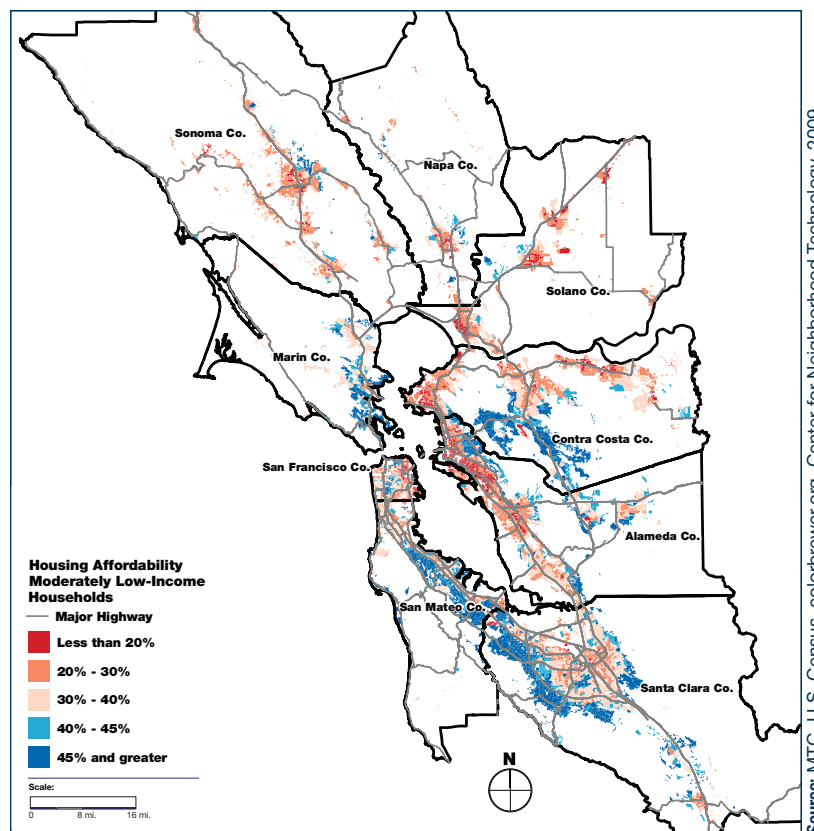 Sonoma Co.
Napa Co.
Solano Co.
Marin Co.
Contra Costa Co.
San Francisco Co.
Alameda Co.
San Mateo Co.
Santa Clara Co.
Housing Affordability
Moderately Low-Income
Households
Major Highway
Less than 20%
20% - 30%
30% - 40%
40% - 45%
45% and greater
Scale:
0 8 mi. 16 mi.
N
Source: MTC, U.S. Census, colorbrewer.org, Center for Neighborhood Technology, 2009